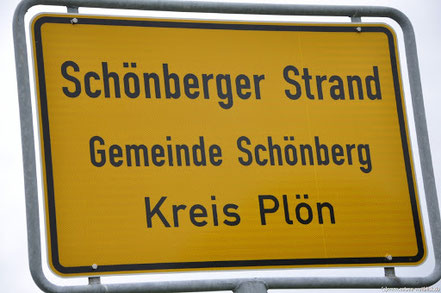 Schönberger Strand
Gemeinde Schönberg
Kreis Plön